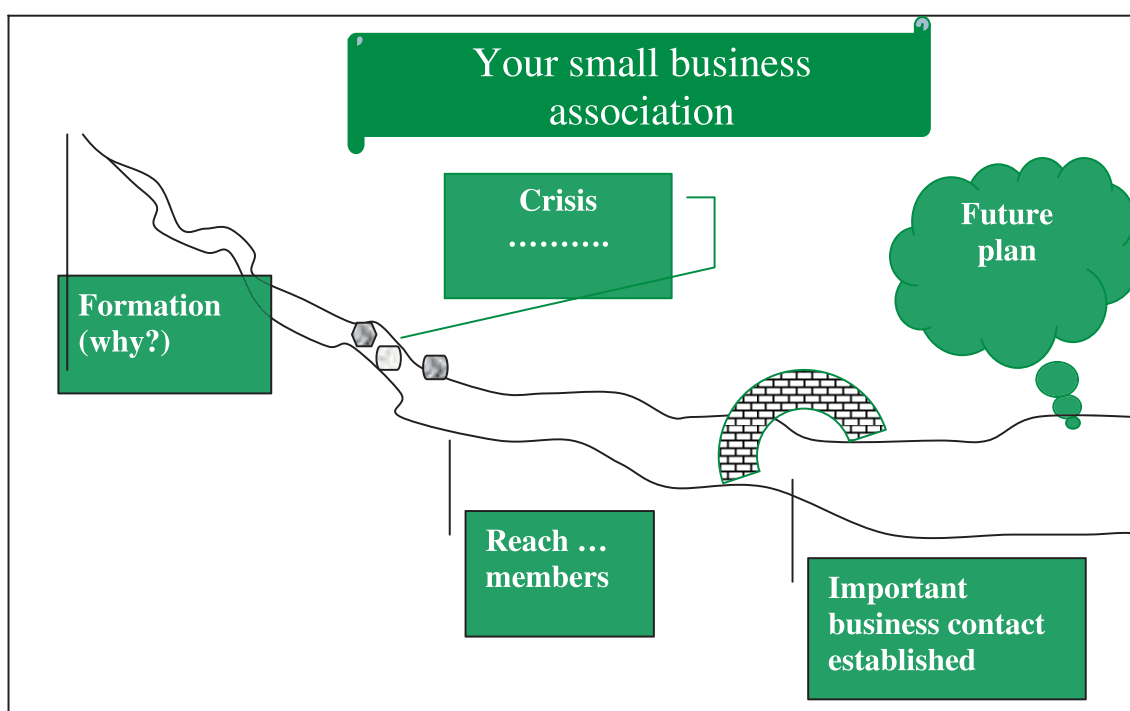 Your small business
association
Crisis
……….
Future
plan
Formation
(why?)
Reach …
members
Important
business contact
established